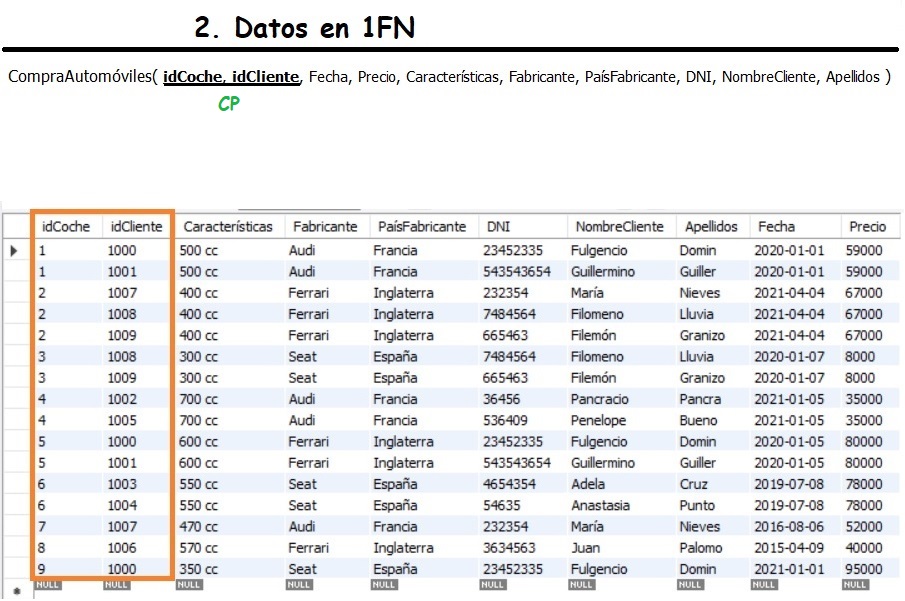 2. Datos en 1FN
CompraAutomóviles( idCoche, idCliente, Fecha, Precio, Características, Fabricante, PaísFabricante, DNI, NombreCliente, Apellidos )
CP
idCoche idCliente Características Fabricante PaísFabricante DNI NombreCliente Apellidos Fecha Precio
1 1000 500 cc Audi Francia 23452335 Fulgencio Domin 2020-01-01 59000
1 1001 500 cc Audi Francia 543543654 Guillermino Guiller 2020-01-01 59000
2 1007 400 cc Ferrari Inglaterra 232354 María Nieves 2021-04-04 67000
2 1008 400 cc Ferrari Inglaterra 7484564 Filomeno Lluvia 2021-04-04 67000
2 1009 400 cc Ferrari Inglaterra 665463 Filemón Granizo 2021-04-04 67000
3 1008 300 cc Seat España 7484564 Filomeno Lluvia 2020-01-07 8000
3 1009 300 cc Seat España 665463 Filemón Granizo 2020-01-07 8000
4 1002 700 cc Audi Francia 36456 Pancracio Pancra 2021-01-05 35000
4 1005 700 cc Audi Francia 536409 Penelope Bueno 2021-01-05 35000
5 1000 600 cc Ferrari Inglaterra 23452335 Fulgencio Domin 2020-01-05 80000
5 1001 600 cc Ferrari Inglaterra 543543654 Guillermino Guiller 2020-01-05 80000
6 1003 550 cc Seat España 4654354 Adela Cruz 2019-07-08 78000
6 1004 550 cc Seat España 54635 Anastasia Punto 2019-07-08 78000
7 1007 470 cc Audi Francia 232354 María Nieves 2016-08-06 52000
8 1006 570 cc Ferrari Inglaterra 3634563 Juan Palomo 2015-04-09 40000
9 1000 350 cc Seat España 23452335 Fulgencio Domin 2021-01-01 95000
NULL NULL NULL NULL NULL NULL NULL NULL NULL NULL